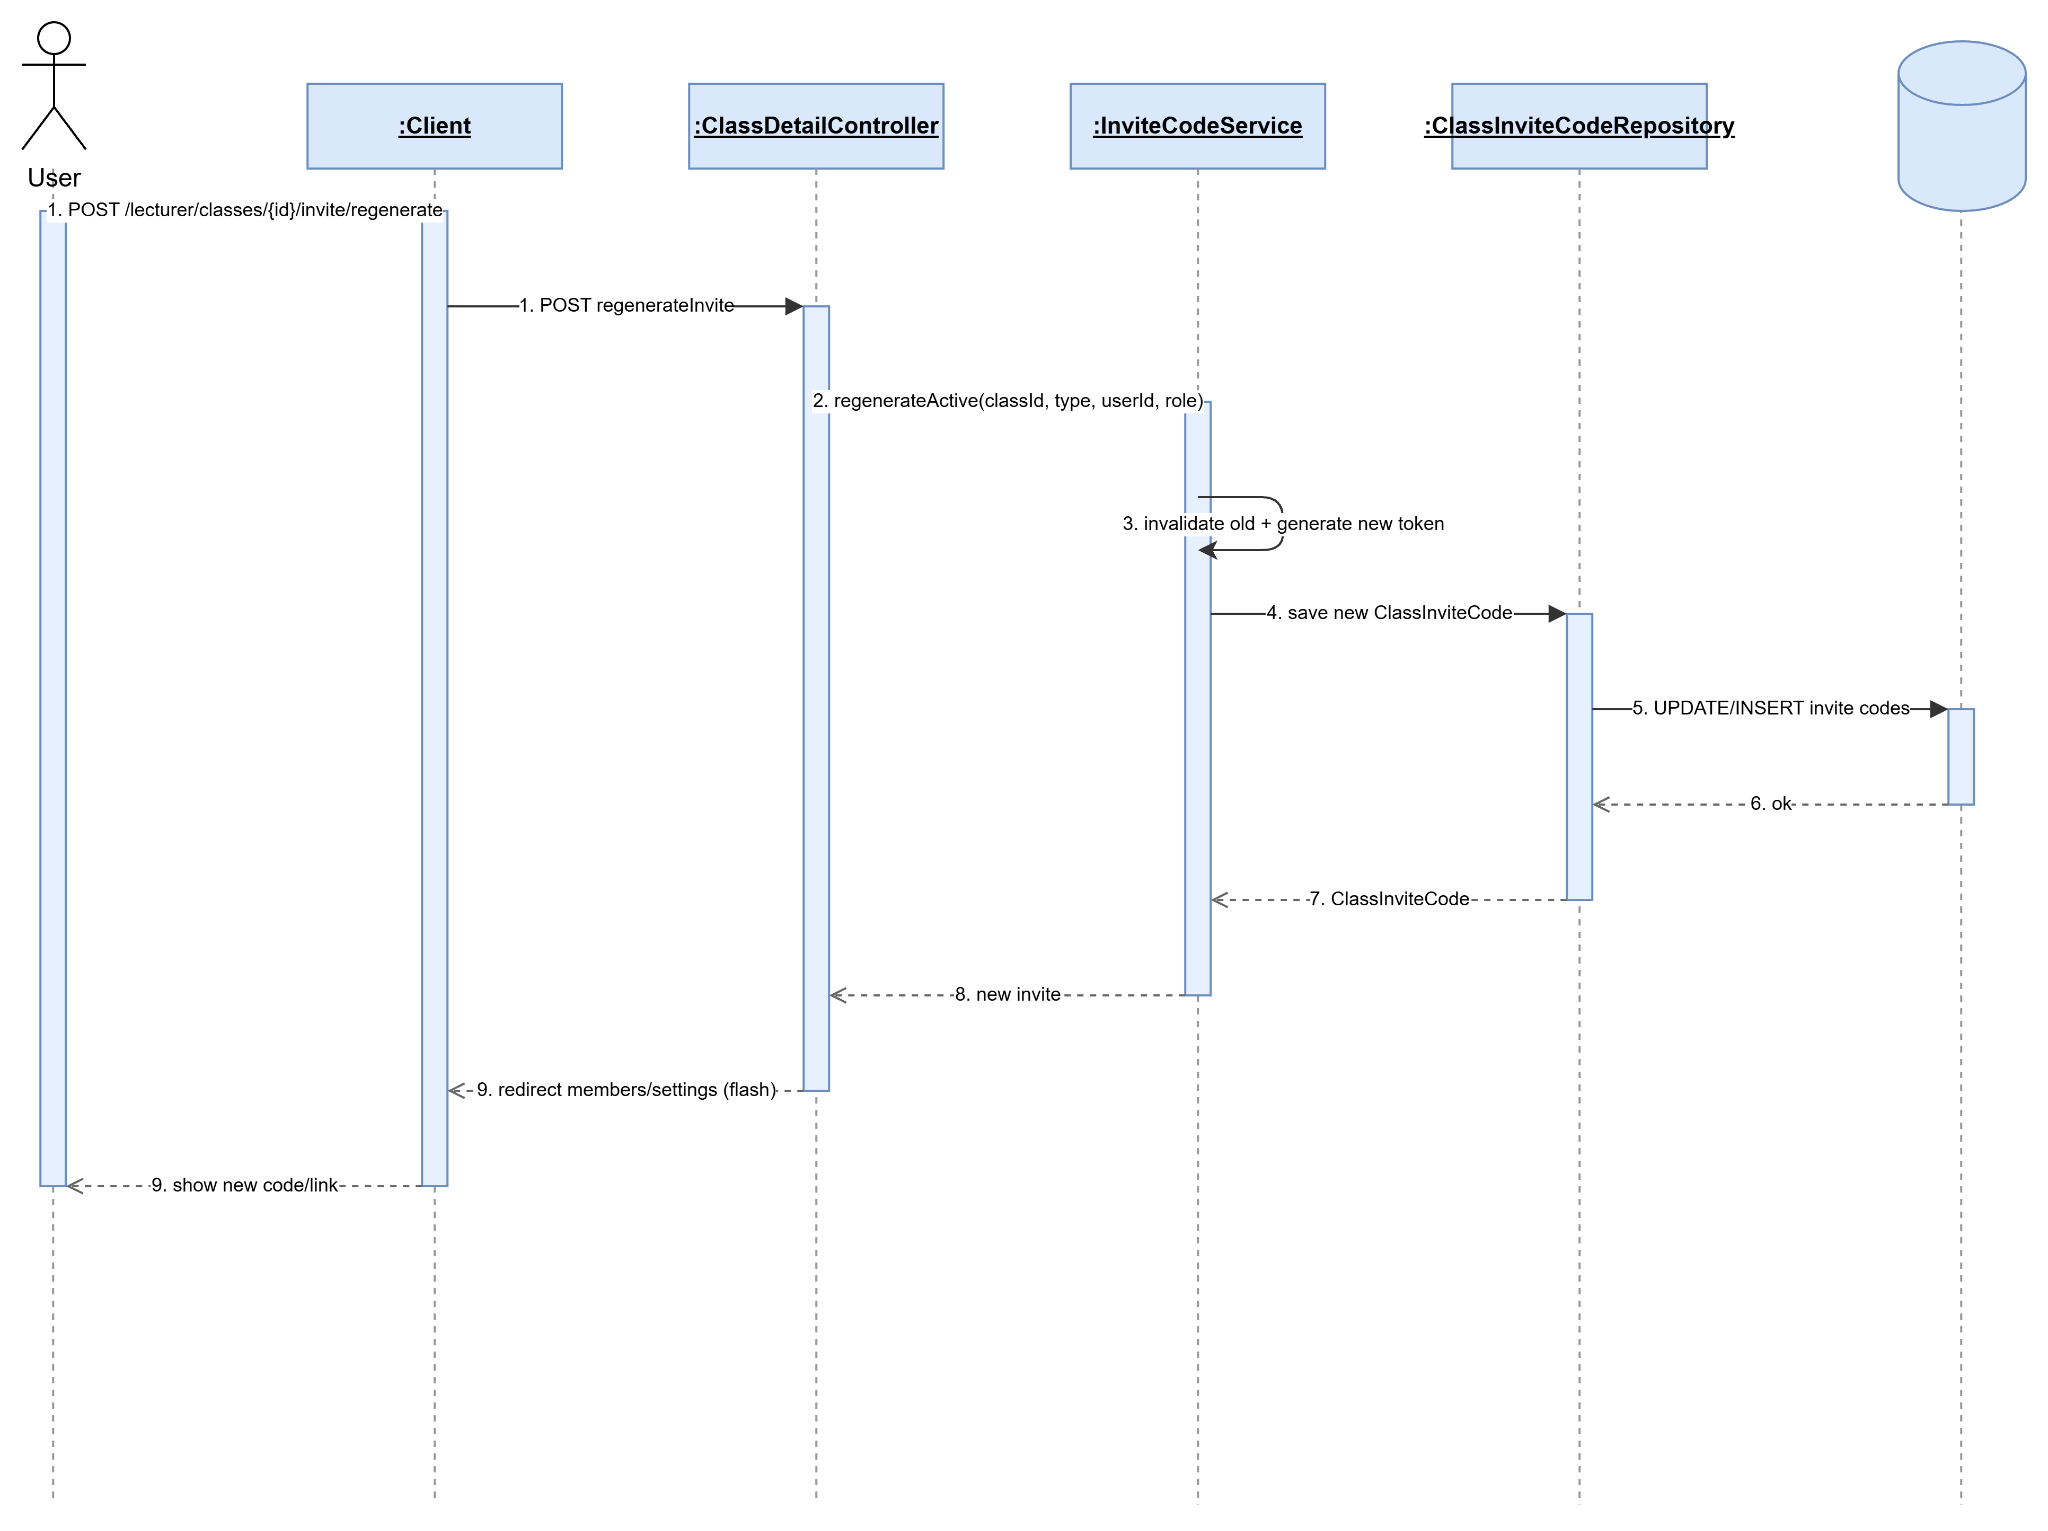 :Client
:ClassDetailController
:InviteCodeService
:ClassInviteCodeRepository
User
1. POST /lecturer/classes/{id}/invite/regenerate
1. POST regenerateInvite
2. regenerateActive(classId, type, userId, role)
3. invalidate old + generate new token
4. save new ClassInviteCode
5. UPDATE/INSERT invite codes
6. ok
7. ClassInviteCode
8. new invite
9. redirect members/settings (flash)
9. show new code/link